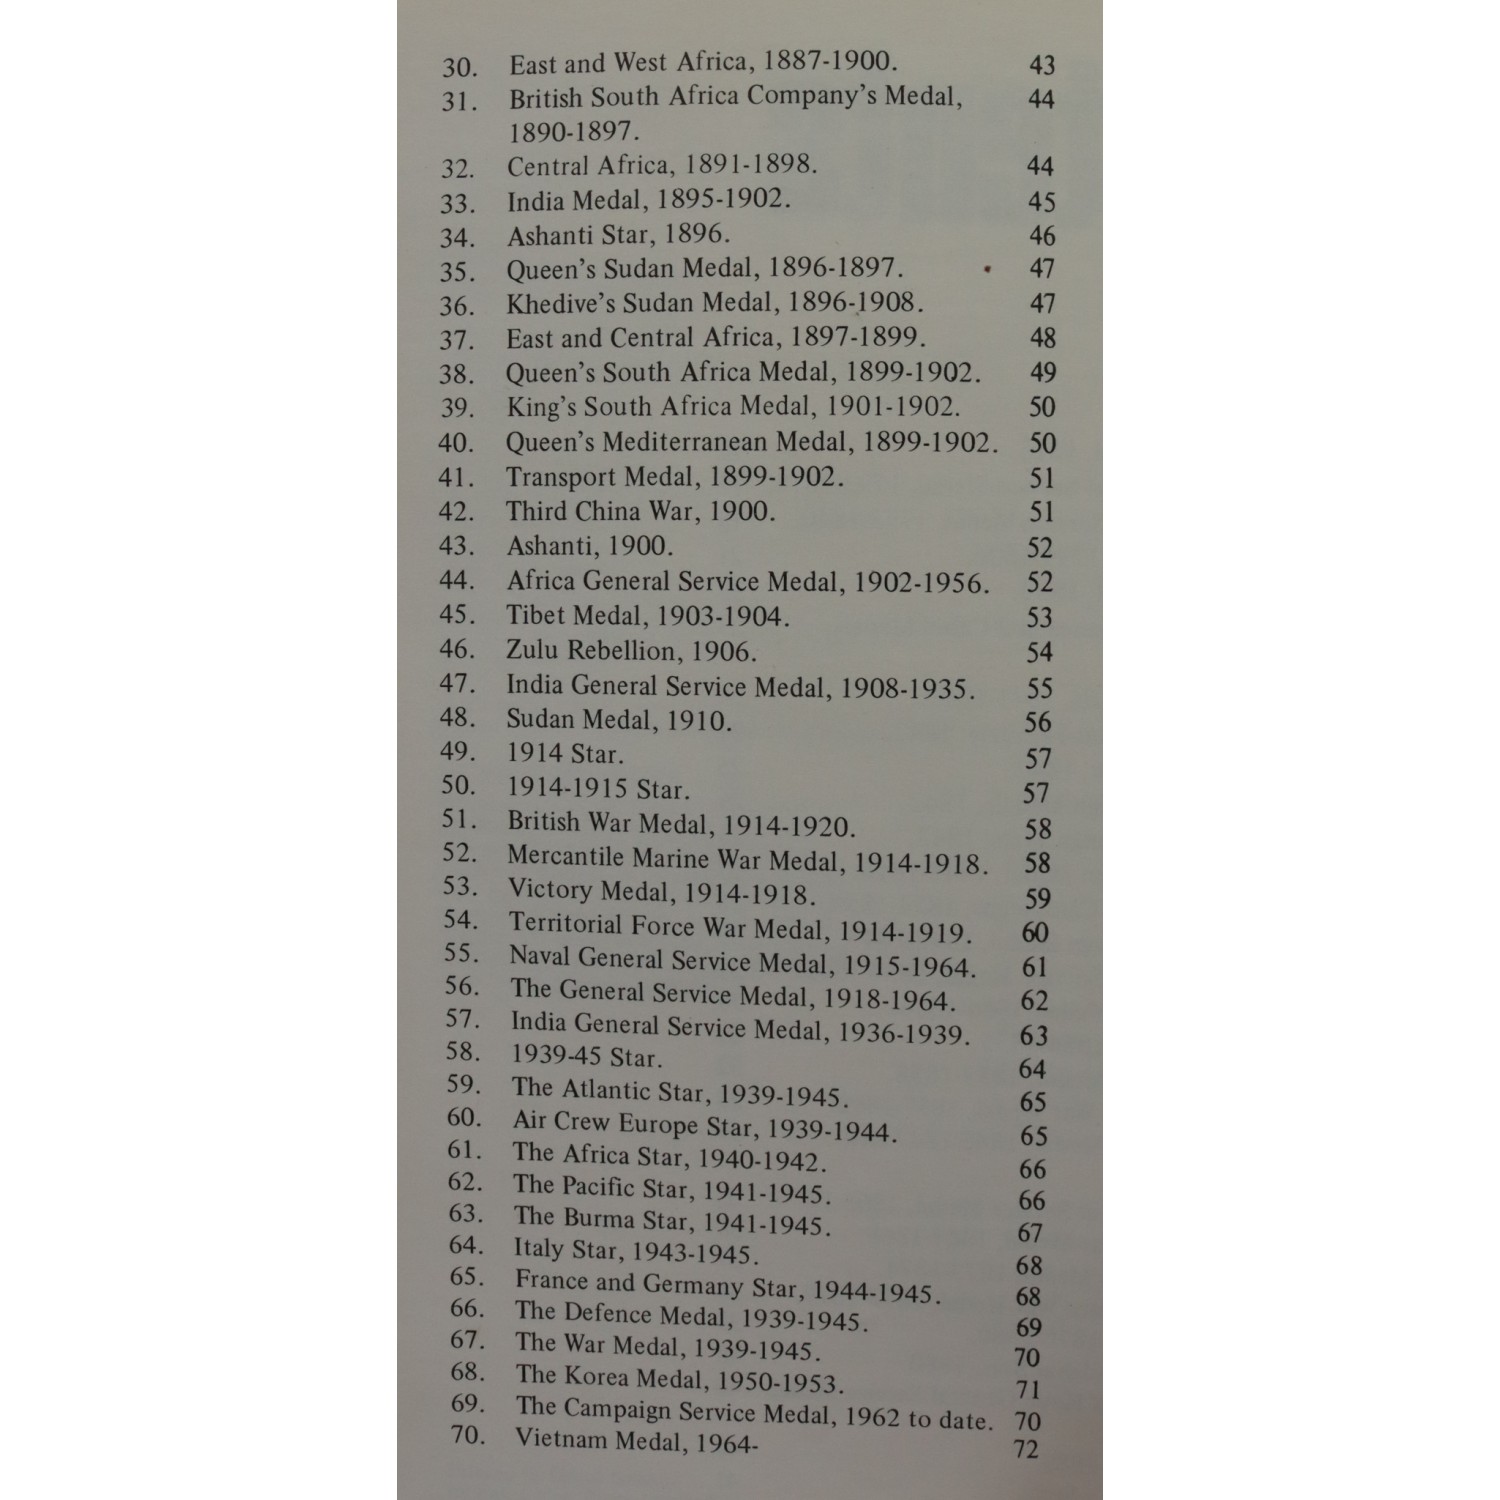 30. East and West Africa, 1887-1900. 43
31. British South Africa Company's Medal, 44
1890-1897.
32. Central Africa, 1891-1898. 44
33. India Medal, 1895-1902. 45
34. Ashanti Star, 1896. 46
35. Queen's Sudan Medal, 1896-1897. 47
36. Khedive's Sudan Medal, 1896-1908. 47
37. East and Central Africa, 1897-1899. 48
38. Queen's South Africa Medal, 1899-1902. 49
39. King's South Africa Medal, 1901-1902. 50
40. Queen's Mediterranean Medal, 1899-1902. 50
41. Transport Medal, 1899-1902. 51
42. Third China War, 1900. 51
43. Ashanti, 1900. 52
44. Africa General Service Medal, 1902-1956. 52
45. Tibet Medal, 1903-1904. 53
46. Zulu Rebellion, 1906. 54
47. India General Service Medal, 1908-1935. 55
48. Sudan Medal, 1910. 56
49. 1914 Star. 57
50. 1914-1915 Star. 57
51. British War Medal, 1914-1920. 58
52. Mercantile Marine War Medal, 1914-1918. 58
53. Victory Medal, 1914-1918. 59
54. Territorial Force War Medal, 1914-1919. 60
55. Naval General Service Medal, 1915-1964. 61
56. The General Service Medal, 1918-1964. 62
57. India General Service Medal, 1936-1939. 63
58. 1939-45 Star. 64
59. The Atlantic Star, 1939-1945. 65
60. Air Crew Europe Star, 1939-1944. 65
61. The Africa Star, 1940-1942. 66
62. The Pacific Star, 1941-1945. 66
63. The Burma Star, 1941-1945. 67
64. Italy Star, 1943-1945. 68
65. France and Germany Star, 1944-1945. 68
66. The Defence Medal, 1939-1945. 69
67. The War Medal, 1939-1945. 70
68. The Korea Medal, 1950-1953. 71
69. The Campaign Service Medal, 1962 to date. 70
70. Vietnam Medal, 1964- 72